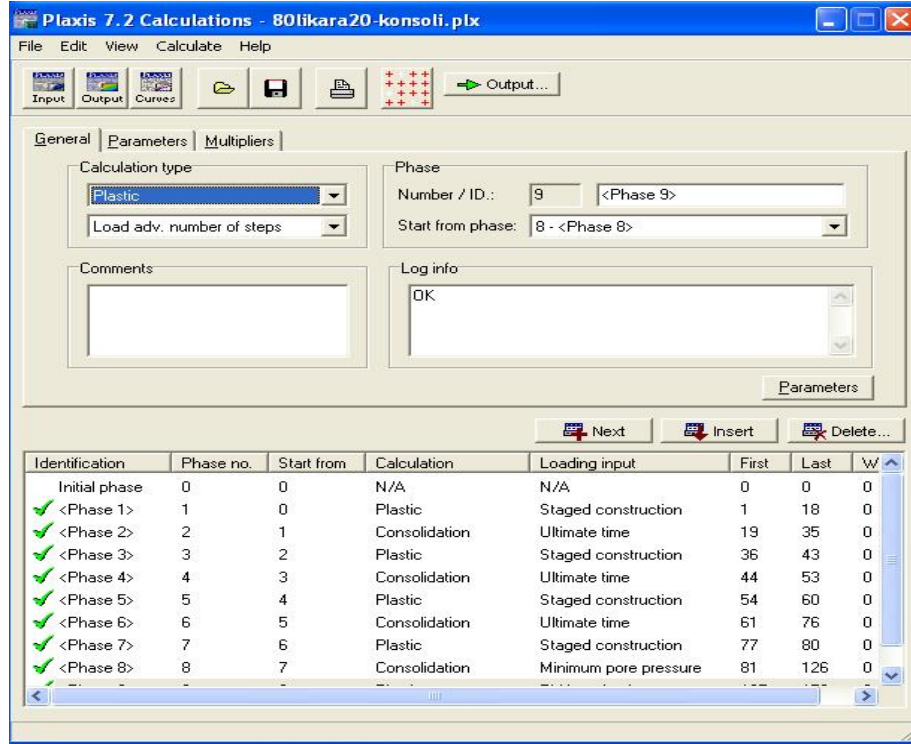 Plaxis 7.2 Calculations - 80likara20-konsoli.plx
File Edit View Calculate Help
Input Output Curves Output...
General Parameters Multipliers
Calculation type Phase
Plastic Number / ID.: 9 <Phase 9>
Load adv. number of steps Start from phase: 8 - <Phase 8>
Comments Log info
OK
Parameters
Next Insert Delete...
Identification Phase no. Start from Calculation Loading input First Last W
Initial phase 0 0 N/A N/A 0 0 0
<Phase 1> 1 0 Plastic Staged construction 1 18 0
<Phase 2> 2 1 Consolidation Ultimate time 19 35 0
<Phase 3> 3 2 Plastic Staged construction 36 43 0
<Phase 4> 4 3 Consolidation Ultimate time 44 53 0
<Phase 5> 5 4 Plastic Staged construction 54 60 0
<Phase 6> 6 5 Consolidation Ultimate time 61 76 0
<Phase 7> 7 6 Plastic Staged construction 77 80 0
<Phase 8> 8 7 Consolidation Minimum pore pressure 81 126 0